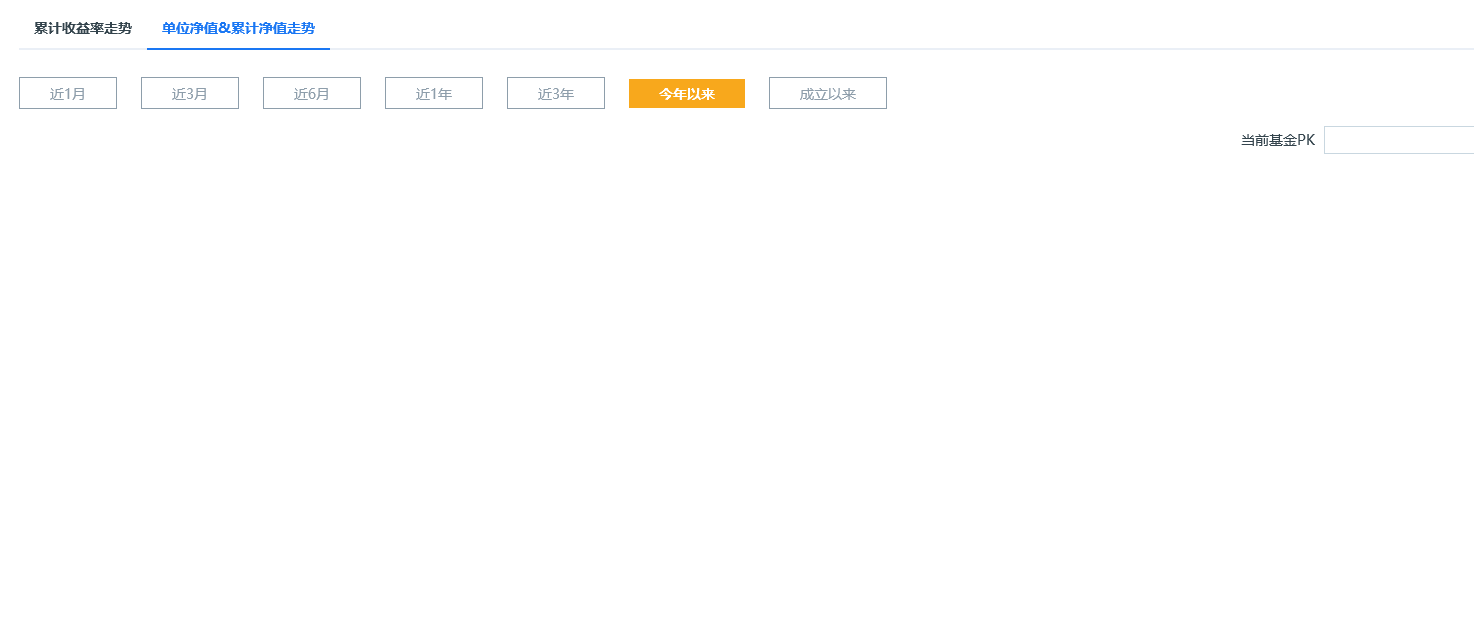 累计收益率走势 单位净值&累计净值走势
近1月 近3月 近6月 近1年 近3年 今年以来 成立以来
当前基金PK